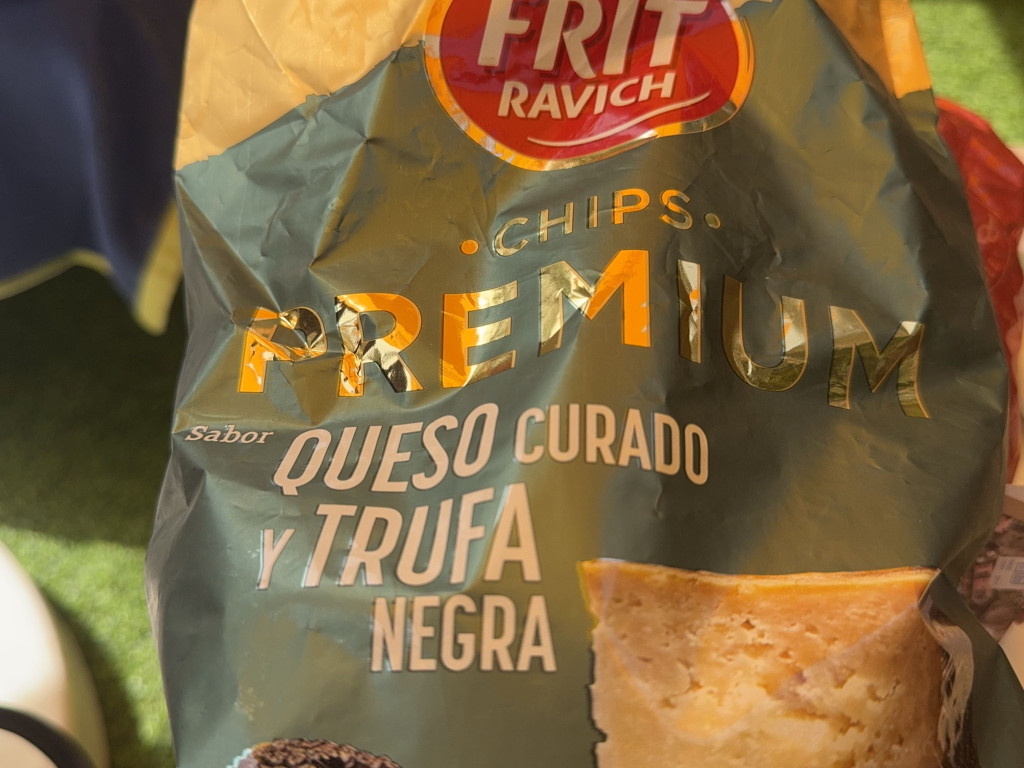 FRIT
RAVICH
CHIPS
PREMIUM
Sabor QUESO CURADO
Y TRUFA
NEGRA